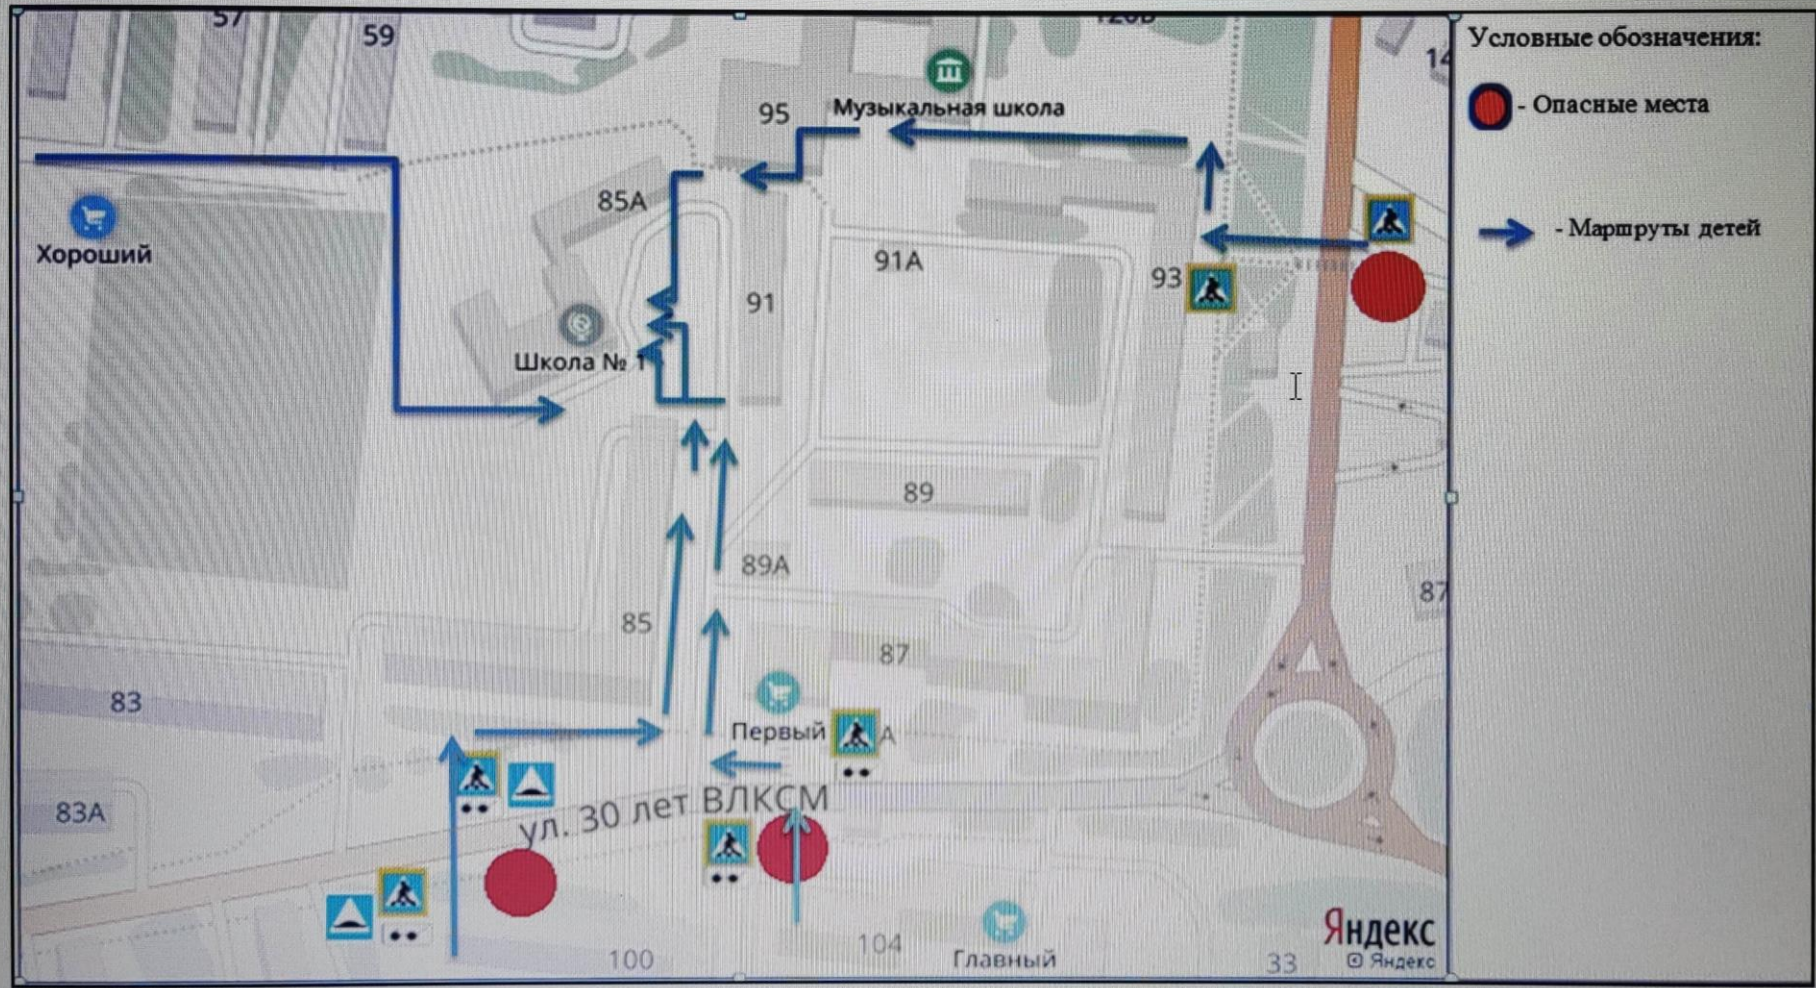 57
59
Музыкальная школа
95
85А
Хороший
91А
93
91
Школа № 1
89
89А
85
87
87
83
Первый
А
83А
ул. 30 лет ВЛКСМ
100
104
Главный
33
Яндекс
Яндекс
Условные обозначения:
- Опасные места
- Маршруты детей